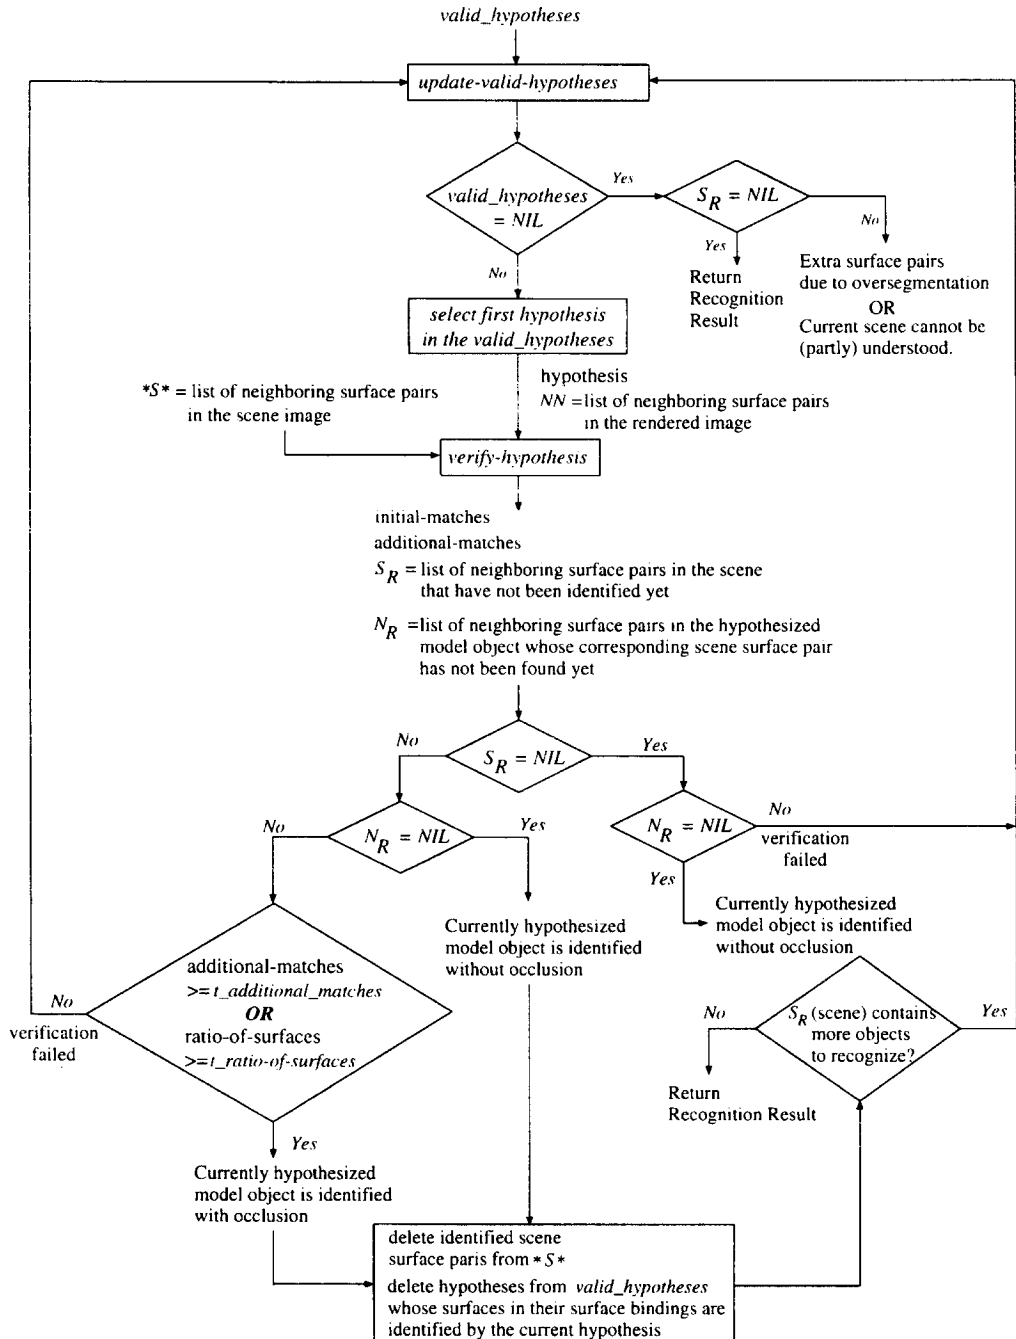 valid_hypotheses
update-valid-hypotheses
valid_hypotheses
= NIL
Yes
S_R = NIL
No
Yes
No
Return
Recognition
Result
Extra surface pairs
due to oversegmentation
OR
Current scene cannot be
(partly) understood.
select first hypothesis
in the valid_hypotheses
*S* = list of neighboring surface pairs
in the scene image
hypothesis
NN = list of neighboring surface pairs
in the rendered image
verify-hypothesis
initial-matches
additional-matches
S_R = list of neighboring surface pairs in the scene
that have not been identified yet
N_R = list of neighboring surface pairs in the hypothesized
model object whose corresponding scene surface pair
has not been found yet
No
S_R = NIL
Yes
No
N_R = NIL
Yes
N_R = NIL
No
verification
failed
Yes
Currently hypothesized
model object is identified
without occlusion
Currently hypothesized
model object is identified
without occlusion
additional-matches
>= t_additional_matches
OR
ratio-of-surfaces
>= t_ratio-of-surfaces
No
verification
failed
Yes
No
S_R (scene) contains
more objects
to recognize?
Yes
Return
Recognition Result
Currently hypothesized
model object is identified
with occlusion
delete identified scene
surface paris from *S*
delete hypotheses from valid_hypotheses
whose surfaces in their surface bindings are
identified by the current hypothesis